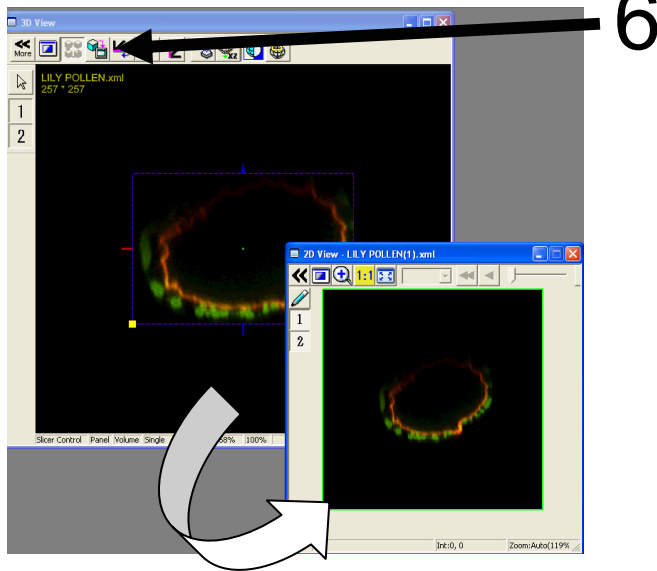 3D View
6
More
XZ
LILY POLLEN.xml
257 * 257
1
2
2D View - LILY POLLEN(1).xml
1:1
1
2
Slicer Control Panel Volume Single 100%
Int:0, 0 Zoom:Auto(119%